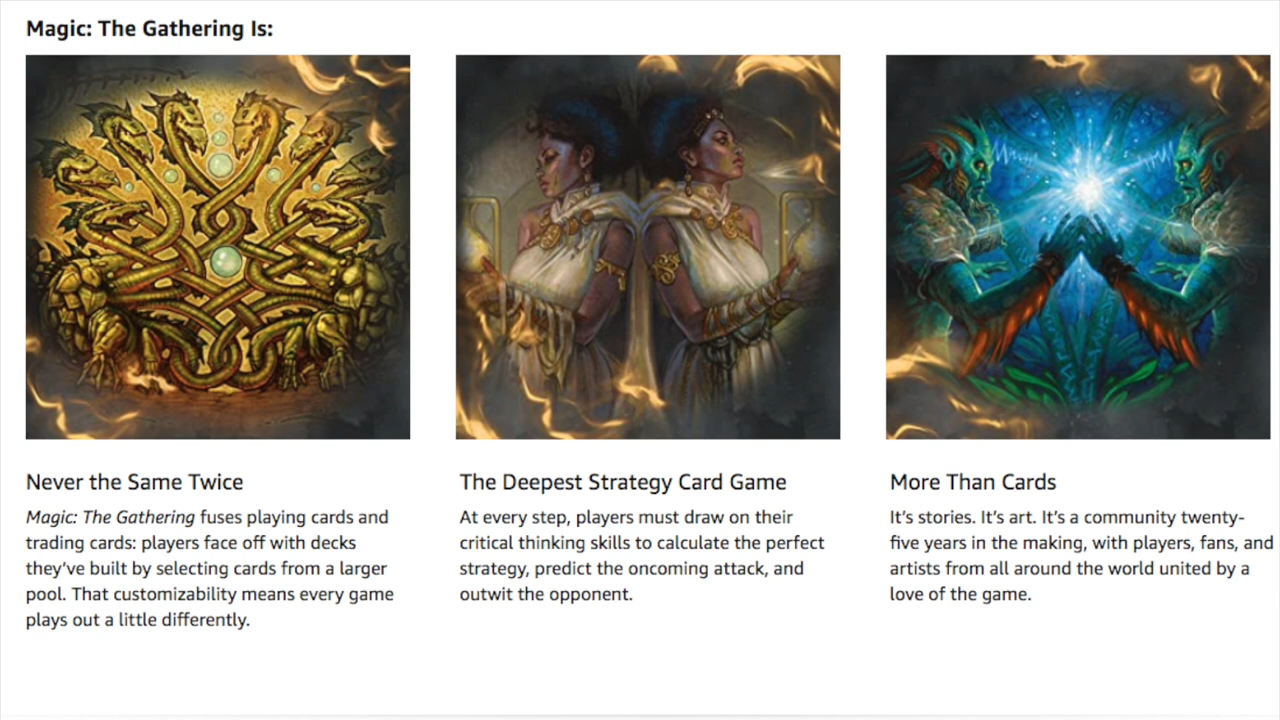 Magic: The Gathering Is:
Never the Same Twice
Magic: The Gathering fuses playing cards and
trading cards: players face off with decks
they’ve built by selecting cards from a larger
pool. That customizability means every game
plays out a little differently.
The Deepest Strategy Card Game
At every step, players must draw on their
critical thinking skills to calculate the perfect
strategy, predict the oncoming attack, and
outwit the opponent.
More Than Cards
It’s stories. It’s art. It’s a community twenty-
five years in the making, with players, fans, and
artists from all around the world united by a
love of the game.